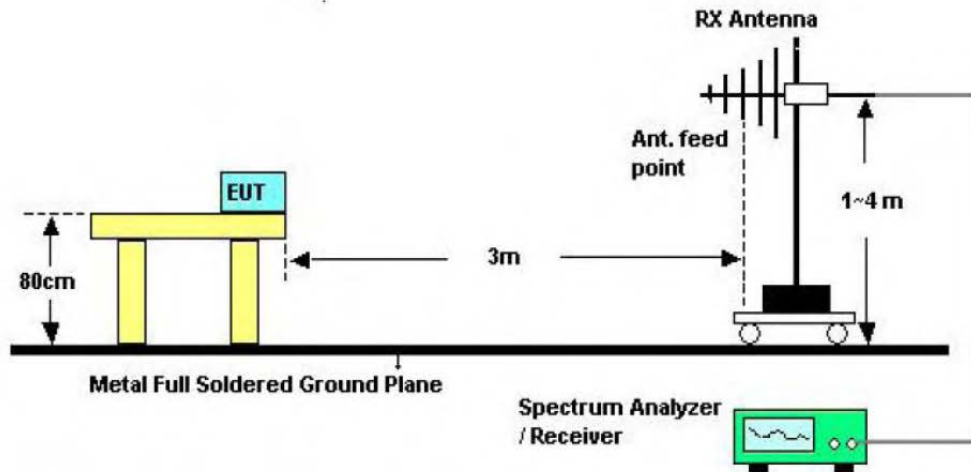 RX Antenna
Ant. feed
point
EUT
1~4 m
3m
80cm
Metal Full Soldered Ground Plane
Spectrum Analyzer
/ Receiver